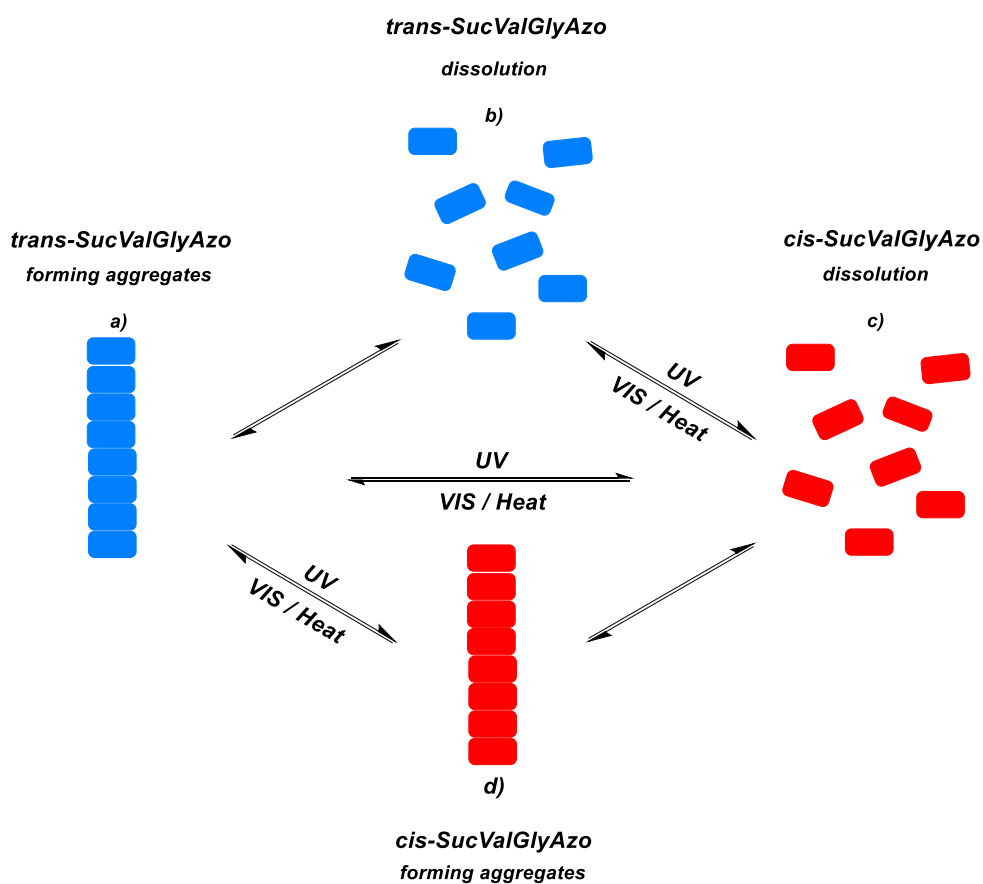 trans-SucValGlyAzo
dissolution
b)
trans-SucValGlyAzo
forming aggregates
a)
cis-SucValGlyAzo
dissolution
c)
UV
VIS / Heat
UV
VIS / Heat
UV
VIS / Heat
d)
cis-SucValGlyAzo
forming aggregates